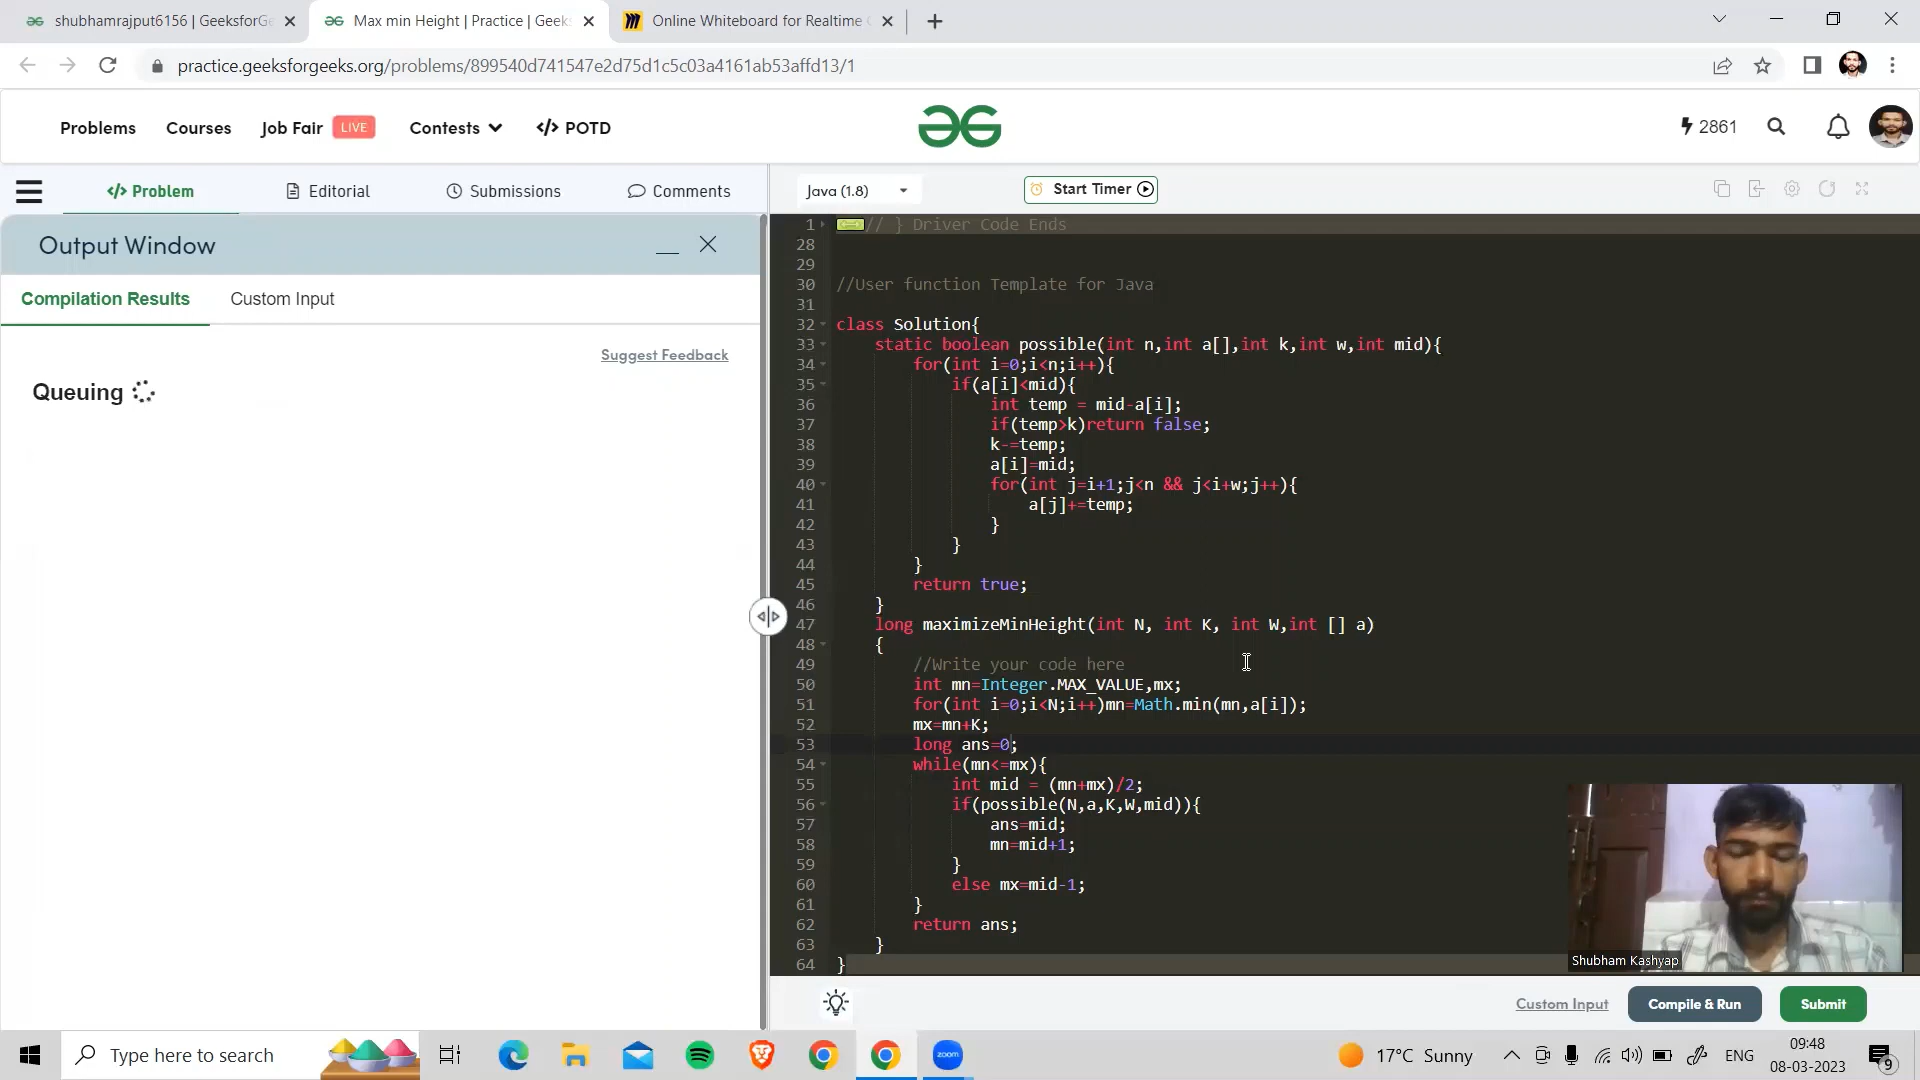 shubhamrajput6156 | GeeksforGe
Max min Height | Practice | Geeks
Online Whiteboard for Realtime C
practice.geeksforgeeks.org/problems/899540d741547e2d75d1c5c03a4161ab53affd13/1
Problems Courses Job Fair LIVE Contests </> POTD
2861
</> Problem Editorial Submissions Comments
Java (1.8) Start Timer
Output Window
Compilation Results Custom Input
Suggest Feedback
Queuing
1 // } Driver Code Ends
28
29
30 //User function Template for Java
31
32 class Solution{
33 static boolean possible(int n,int a[],int k,int w,int mid){
34 for(int i=0;i<n;i++){
35 if(a[i]<mid){
36 int temp = mid-a[i];
37 if(temp>k)return false;
38 k-=temp;
39 a[i]=mid;
40 for(int j=i+1;j<n && j<i+w;j++){
41 a[j]+=temp;
42 }
43 }
44 }
45 return true;
46 }
47 long maximizeMinHeight(int N, int K, int W,int [] a)
48 {
49 //Write your code here
50 int mn=Integer.MAX_VALUE,mx;
51 for(int i=0;i<N;i++)mn=Math.min(mn,a[i]);
52 mx=mn+K;
53 long ans=0;
54 while(mn<=mx){
55 int mid = (mn+mx)/2;
56 if(possible(N,a,K,W,mid)){
57 ans=mid;
58 mn=mid+1;
59 }
60 else mx=mid-1;
61 }
62 return ans;
63 }
64 }
Shubham Kashyap
Custom Input Compile & Run Submit
Type here to search
zoom
17°C Sunny
ENG
09:48
08-03-2023
9